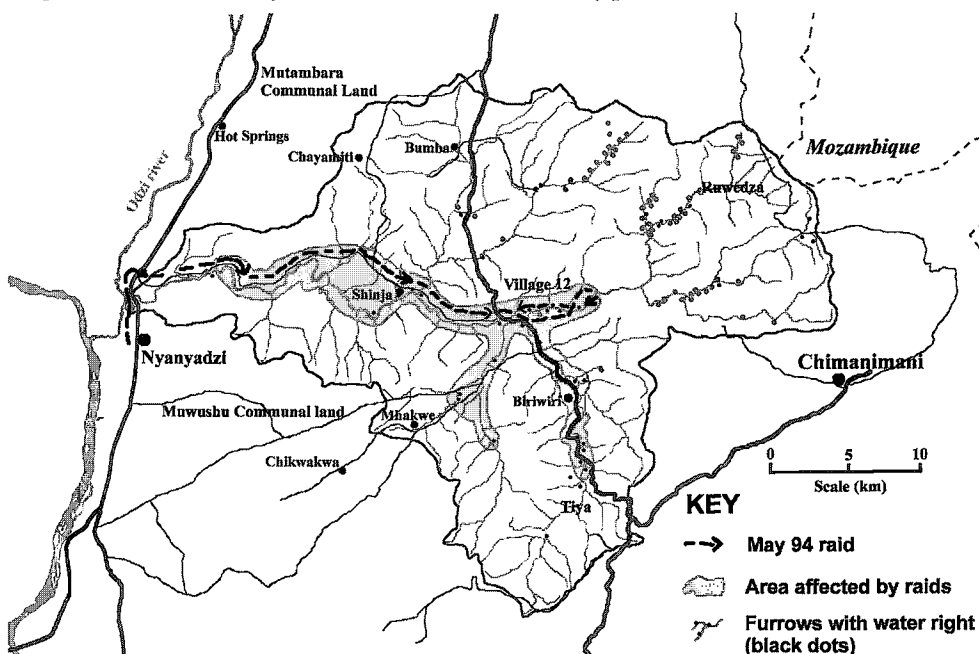 Mutambara
Communal Land
Hot Springs
Chayamiti
Bumba
Mozambique
Ruwedza
Odzi river
Village 12
Shinja
Nyanyadzi
Chimanimani
Biriwiri
Muwushu Communal land
Mhakwe
Chikwakwa
0 5 10
Scale (km)
Tiya
KEY
May 94 raid
Area affected by raids
Furrows with water right
(black dots)